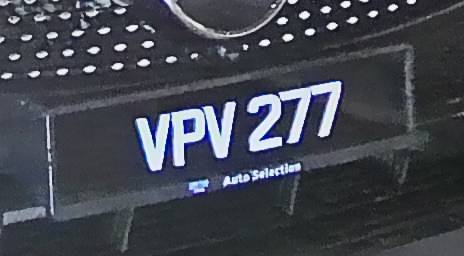 VPV 277
Auto Selection